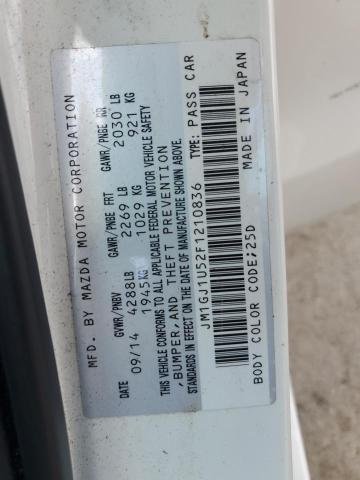 MFD. BY MAZDA MOTOR CORPORATION
DATE GVWR/PNBV GAWR/PNBE FRT GAWR/PNBE RR
09/14 4288LB 2269 LB 2030 LB
1945KG 1029 KG 921 KG
THIS VEHICLE CONFORMS TO ALL APPLICABLE FEDERAL MOTOR VEHICLE SAFETY
,BUMPER,AND THEFT PREVENTION
STANDARDS IN EFFECT ON THE DATE OF MANUFACTURE SHOWN ABOVE.
JM1GJ1U52F1210836 TYPE: PASS CAR
BODY COLOR CODE;25D MADE IN JAPAN